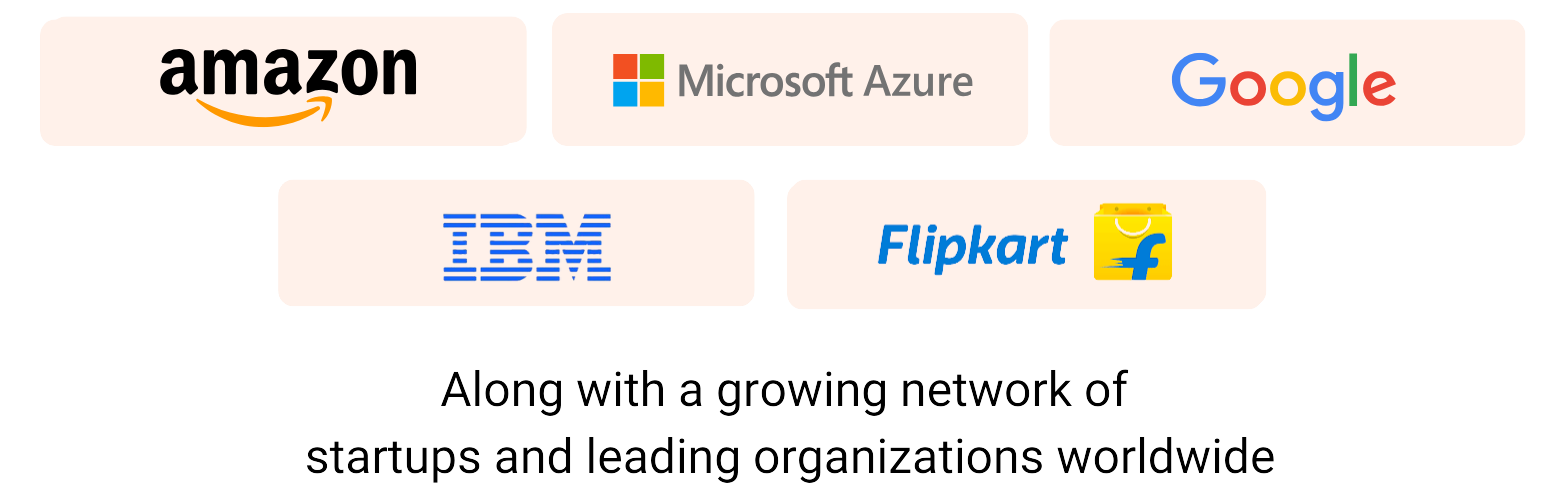 amazon
Microsoft Azure
Google
IBM
Flipkart
f
Along with a growing network of
startups and leading organizations worldwide